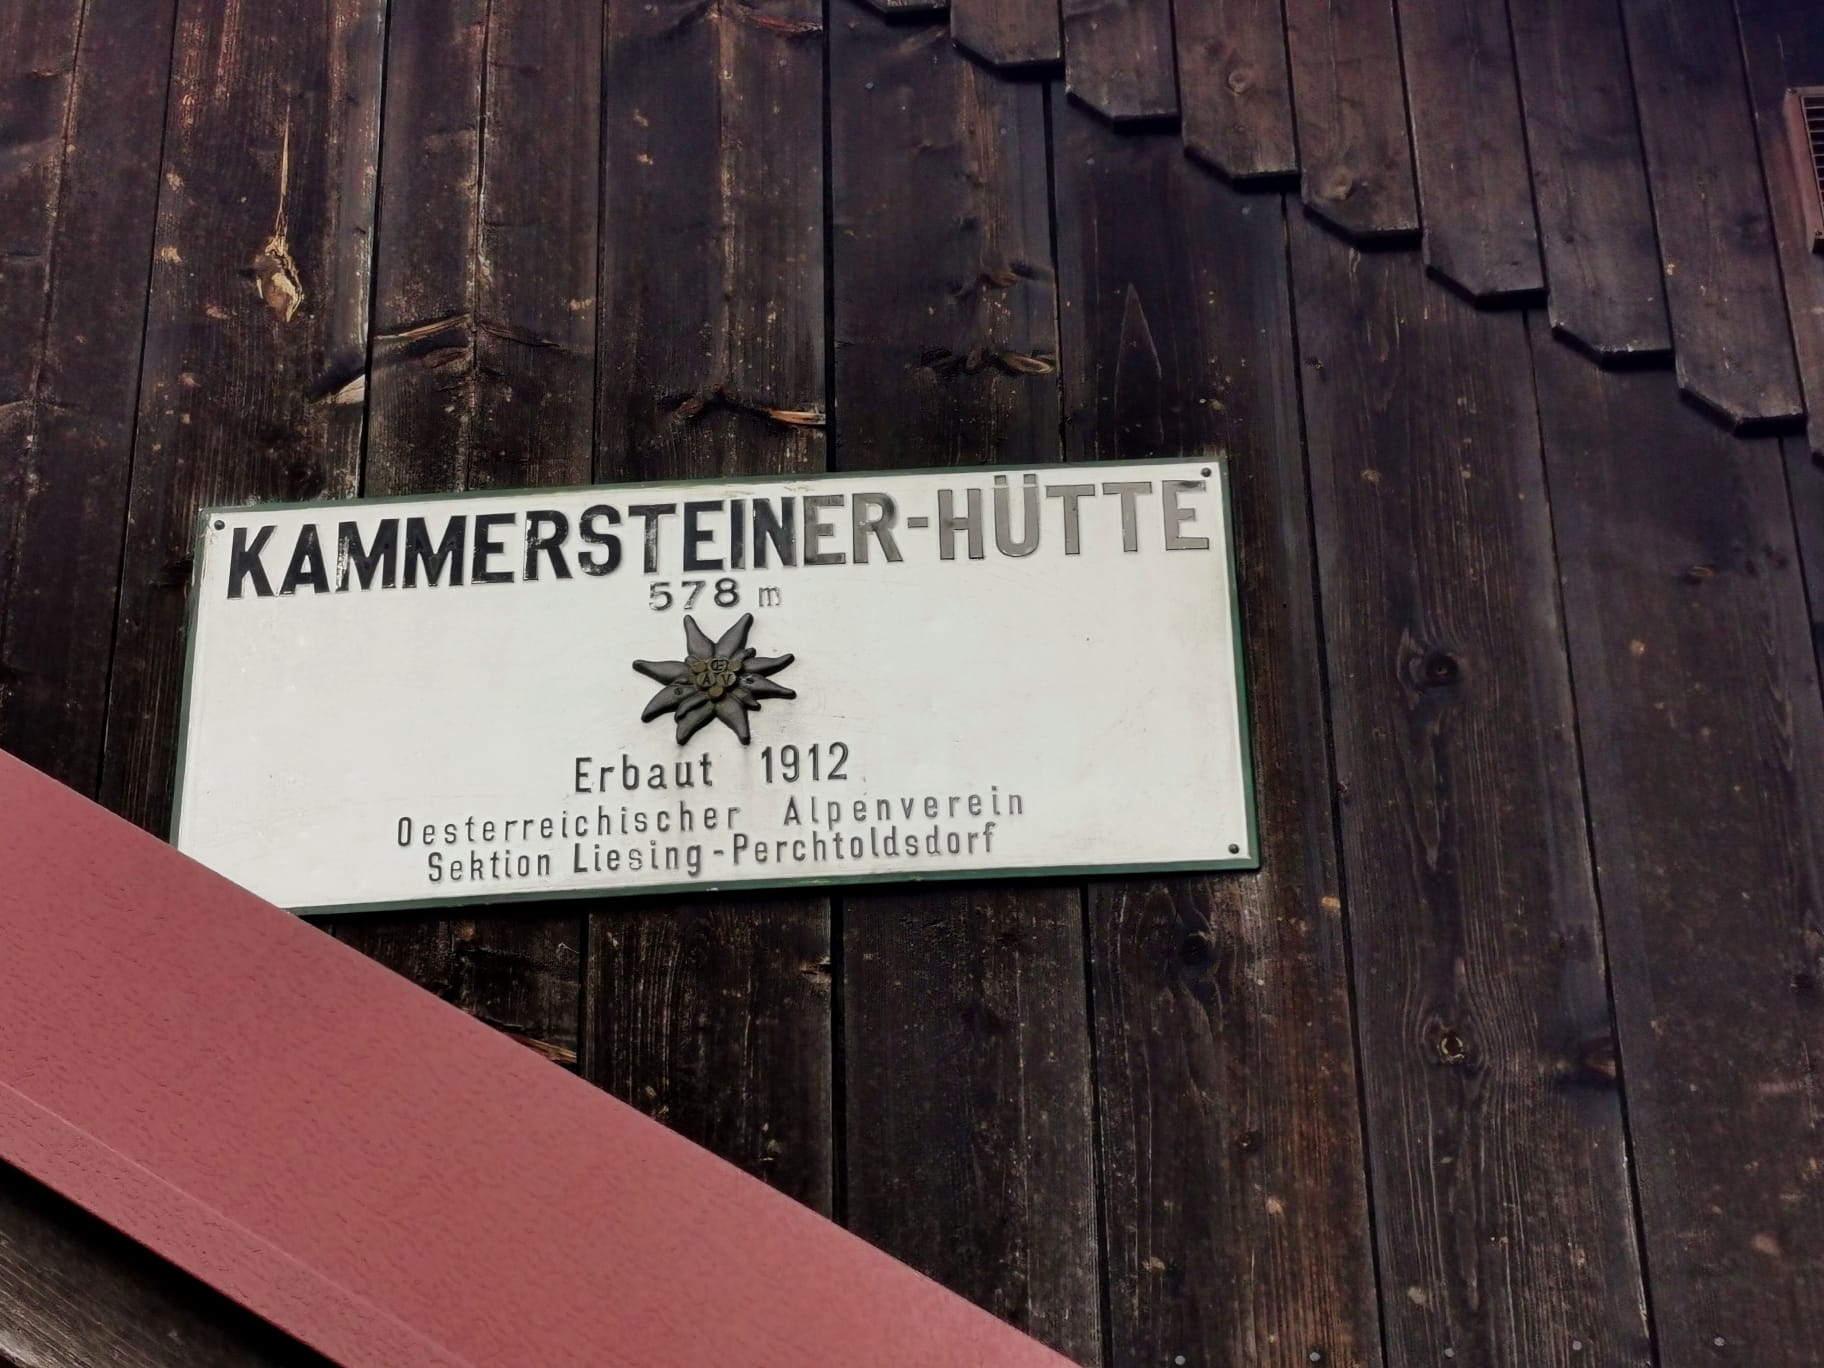 KAMMERSTEINER-HÜTTE
578 m
Erbaut 1912
Oesterreichischer Alpenverein
Sektion Liesing-Perchtoldsdorf